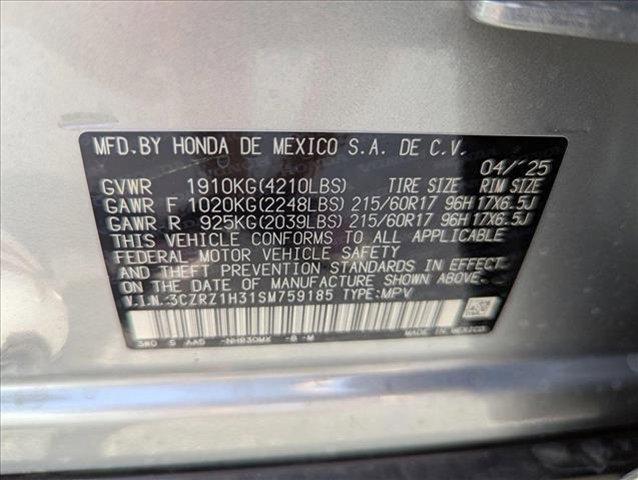 MFD.BY HONDA DE MEXICO S.A. DE C.V.
04/'25
GVWR 1910KG(4210LBS) TIRE SIZE RIM SIZE
GAWR F 1020KG(2248LBS) 215/60R17 96H 17X6.5J
GAWR R 925KG(2039LBS) 215/60R17 96H 17X6.5J
THIS VEHICLE CONFORMS TO ALL APPLICABLE
FEDERAL MOTOR VEHICLE SAFETY
AND THEFT PREVENTION STANDARDS IN EFFECT
ON THE DATE OF MANUFACTURE SHOWN ABOVE.
V.I.N.:3CZRZ1H31SM759185 TYPE:MPV
MADE IN MEXICO
3W0 S AA5 -NH830MX -B -M